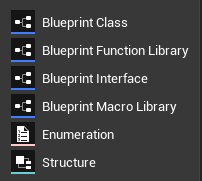 Blueprint Class
Blueprint Function Library
Blueprint Interface
Blueprint Macro Library
Enumeration
Structure